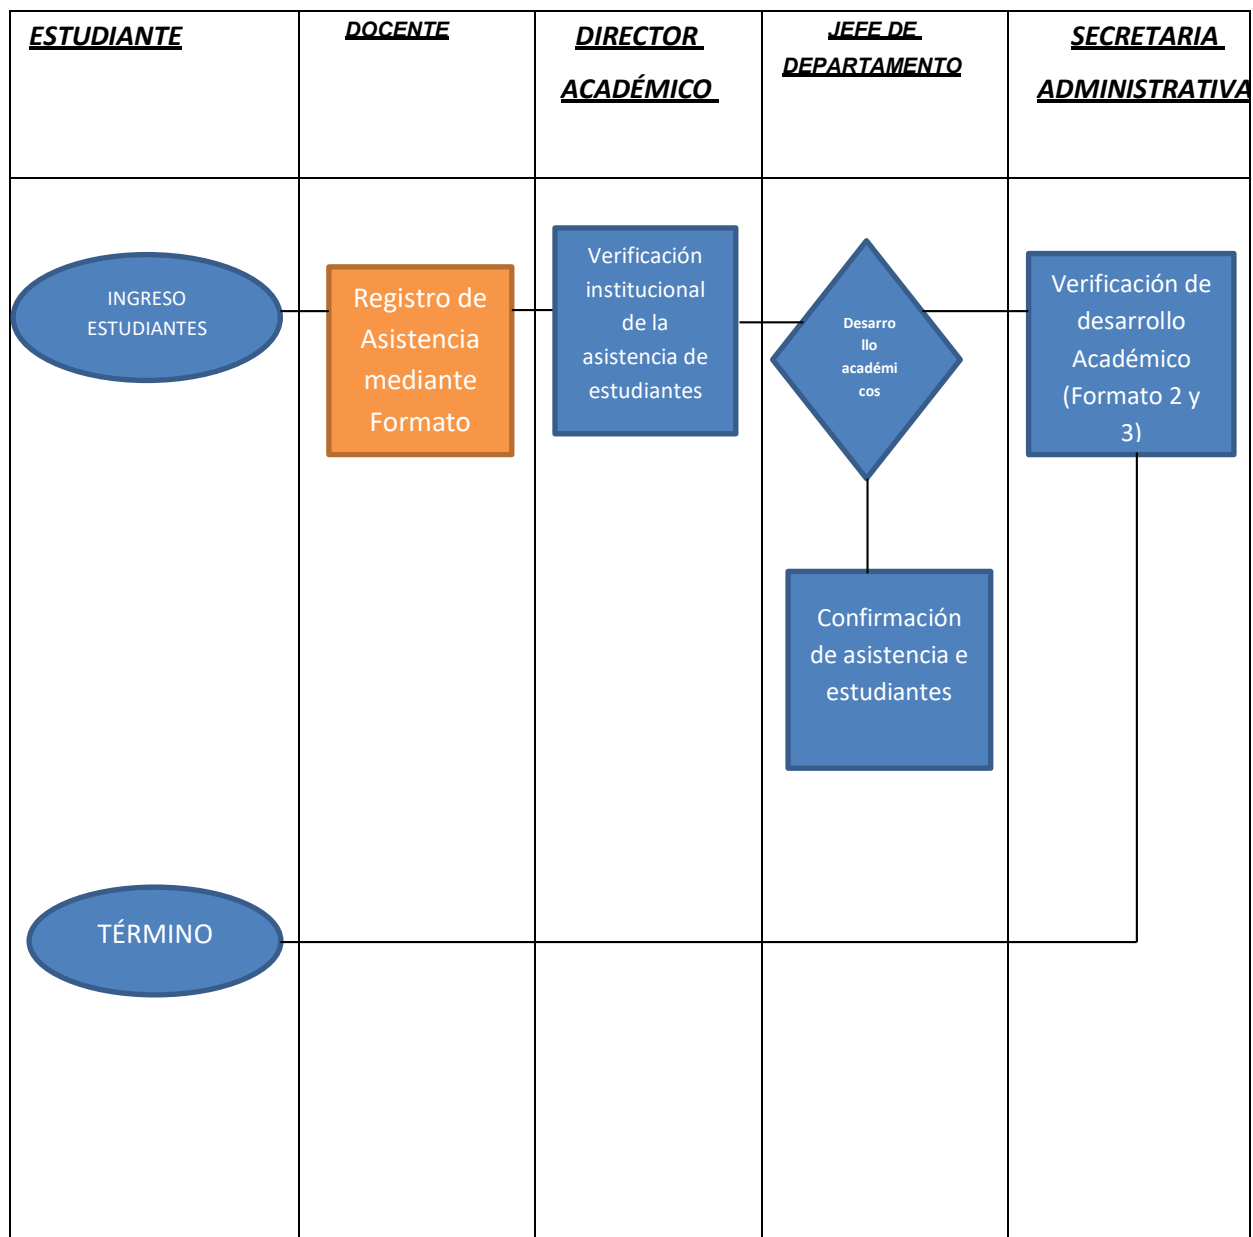 ESTUDIANTE
DOCENTE
DIRECTOR
ACADÉMICO
JEFE DE
DEPARTAMENTO
SECRETARIA
ADMINISTRATIVA
INGRESO
ESTUDIANTES
Registro de
Asistencia
mediante
Formato
Verificación
institucional
de la
asistencia de
estudiantes
Desarro
llo
académi
cos
Verificación de
desarrollo
Académico
(Formato 2 y
3)
Confirmación
de asistencia e
estudiantes
TÉRMINO